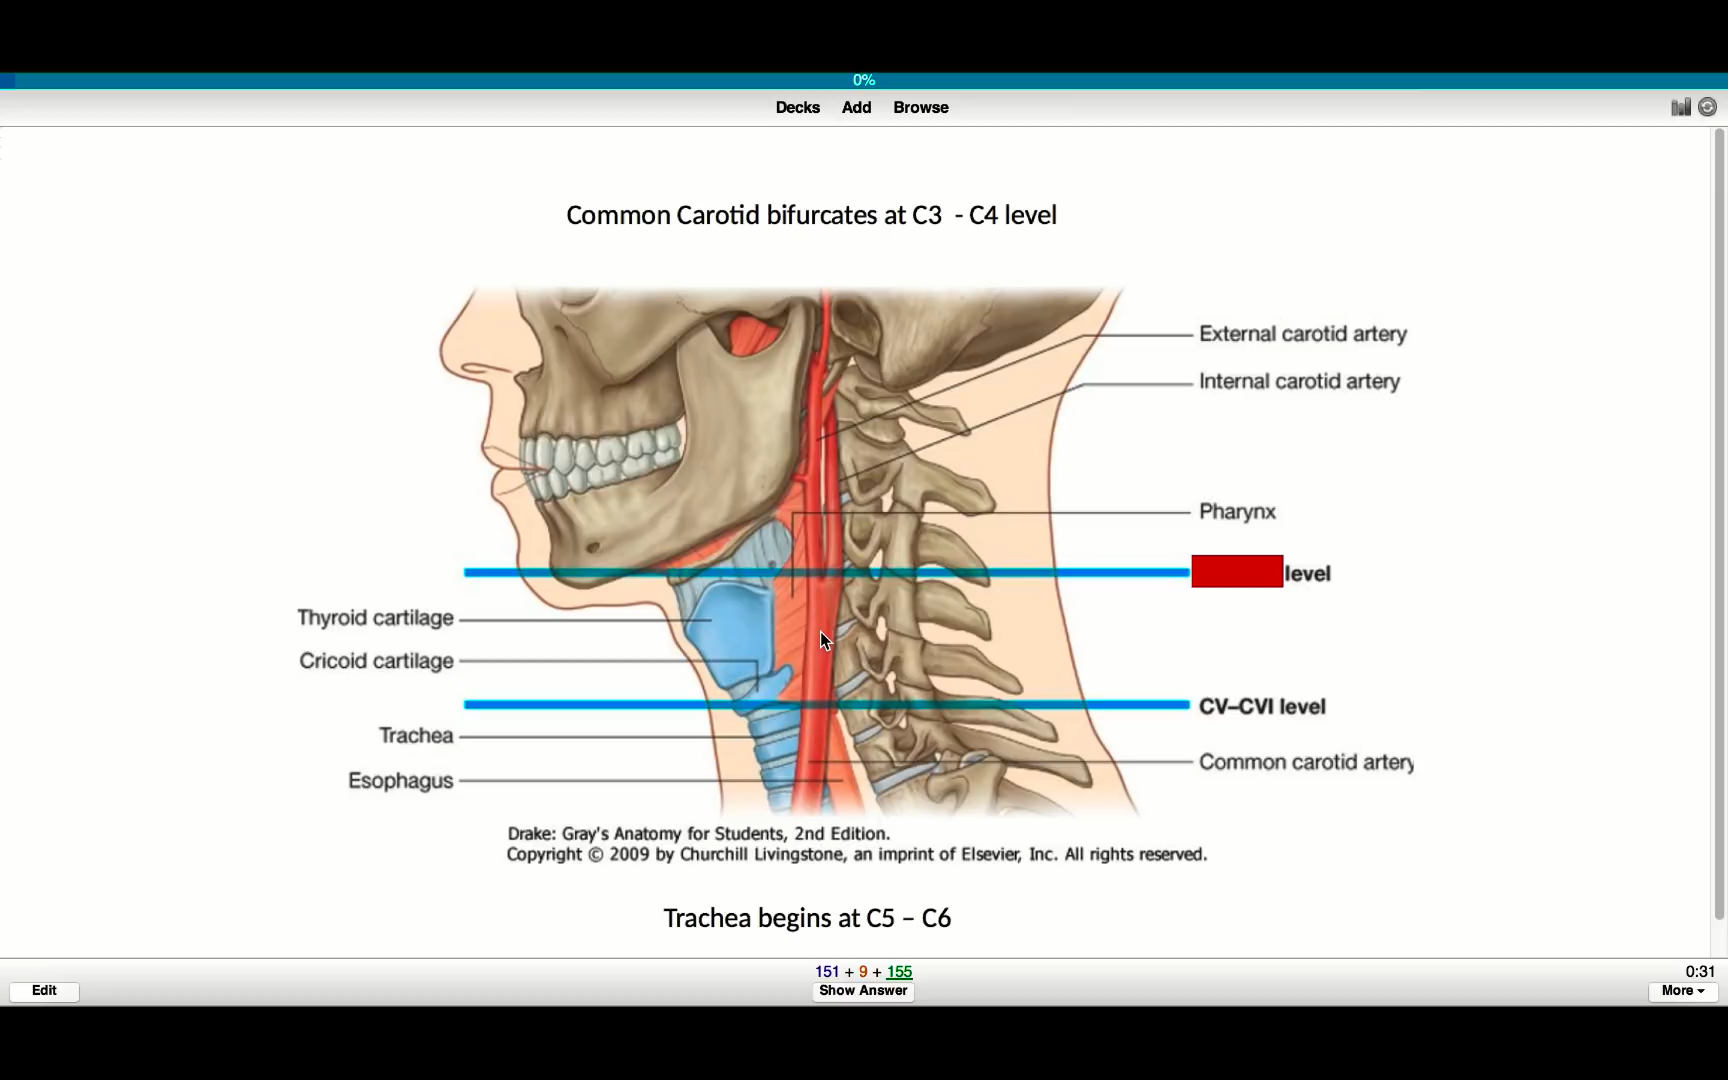 0%
Decks Add Browse
Common Carotid bifurcates at C3 - C4 level
External carotid artery
Internal carotid artery
Pharynx
level
Thyroid cartilage
Cricoid cartilage
CV–CVI level
Trachea
Common carotid artery
Esophagus
Drake: Gray's Anatomy for Students, 2nd Edition.
Copyright © 2009 by Churchill Livingstone, an imprint of Elsevier, Inc. All rights reserved.
Trachea begins at C5 – C6
151 + 9 + 155
0:31
Edit
Show Answer
More